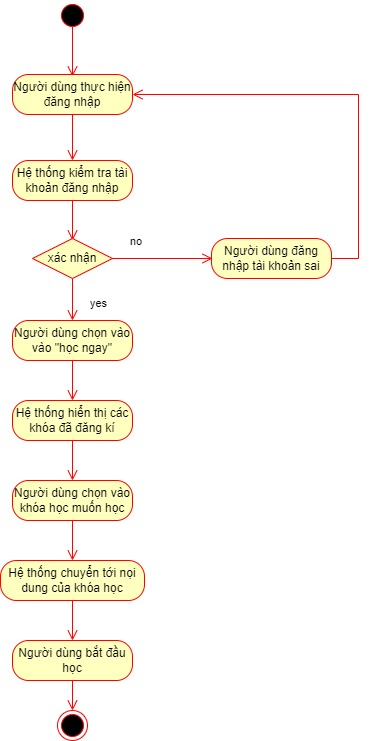 Người dùng thực hiện
đăng nhập
Hệ thống kiểm tra tài
khoản đăng nhập
xác nhận
no
Người dùng đăng
nhập tài khoản sai
yes
Người dùng chọn vào
vào "học ngay"
Hệ thống hiển thị các
khóa đã đăng kí
Người dùng chọn vào
khóa học muốn học
Hệ thống chuyển tới nội
dung của khóa học
Người dùng bắt đầu
học